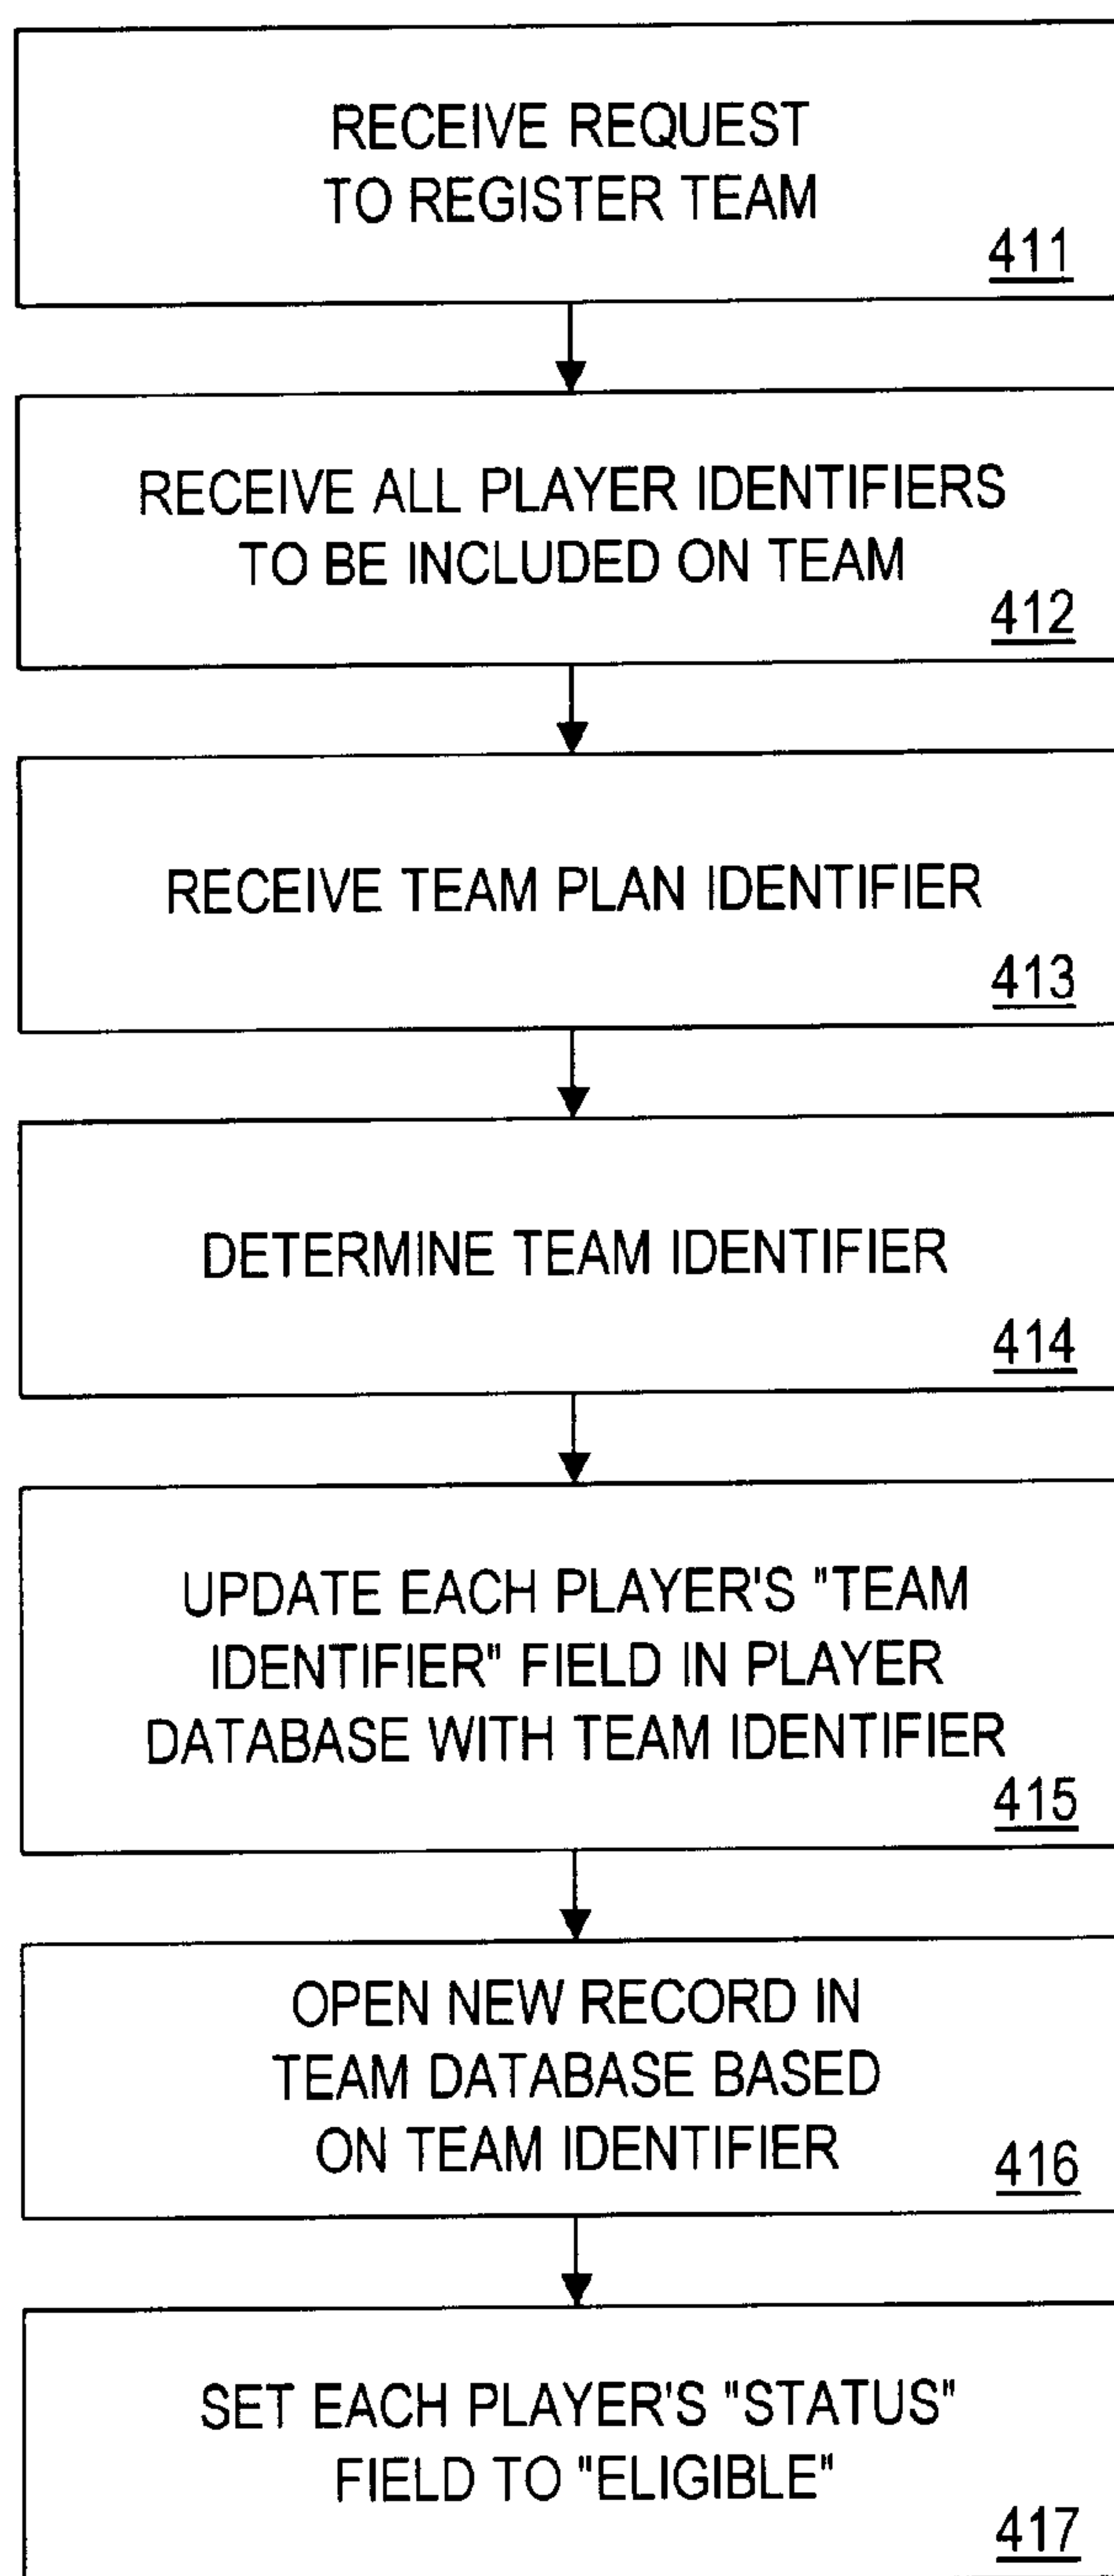 RECEIVE REQUEST
TO REGISTER TEAM
411
RECEIVE ALL PLAYER IDENTIFIERS
TO BE INCLUDED ON TEAM
412
RECEIVE TEAM PLAN IDENTIFIER
413
DETERMINE TEAM IDENTIFIER
414
UPDATE EACH PLAYER'S "TEAM
IDENTIFIER" FIELD IN PLAYER
DATABASE WITH TEAM IDENTIFIER
415
OPEN NEW RECORD IN
TEAM DATABASE BASED
ON TEAM IDENTIFIER
416
SET EACH PLAYER'S "STATUS"
FIELD TO "ELIGIBLE"
417